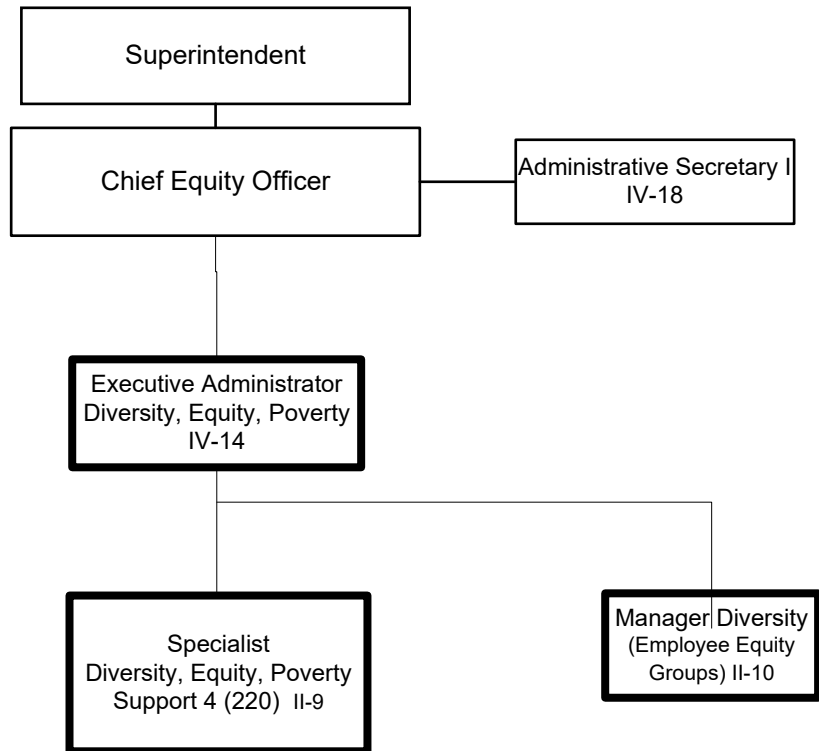 Superintendent
Chief Equity Officer
Administrative Secretary I
IV-18
Executive Administrator
Diversity, Equity, Poverty
IV-14
Specialist
Diversity, Equity, Poverty
Support 4 (220) II-9
Manager Diversity
(Employee Equity
Groups) II-10